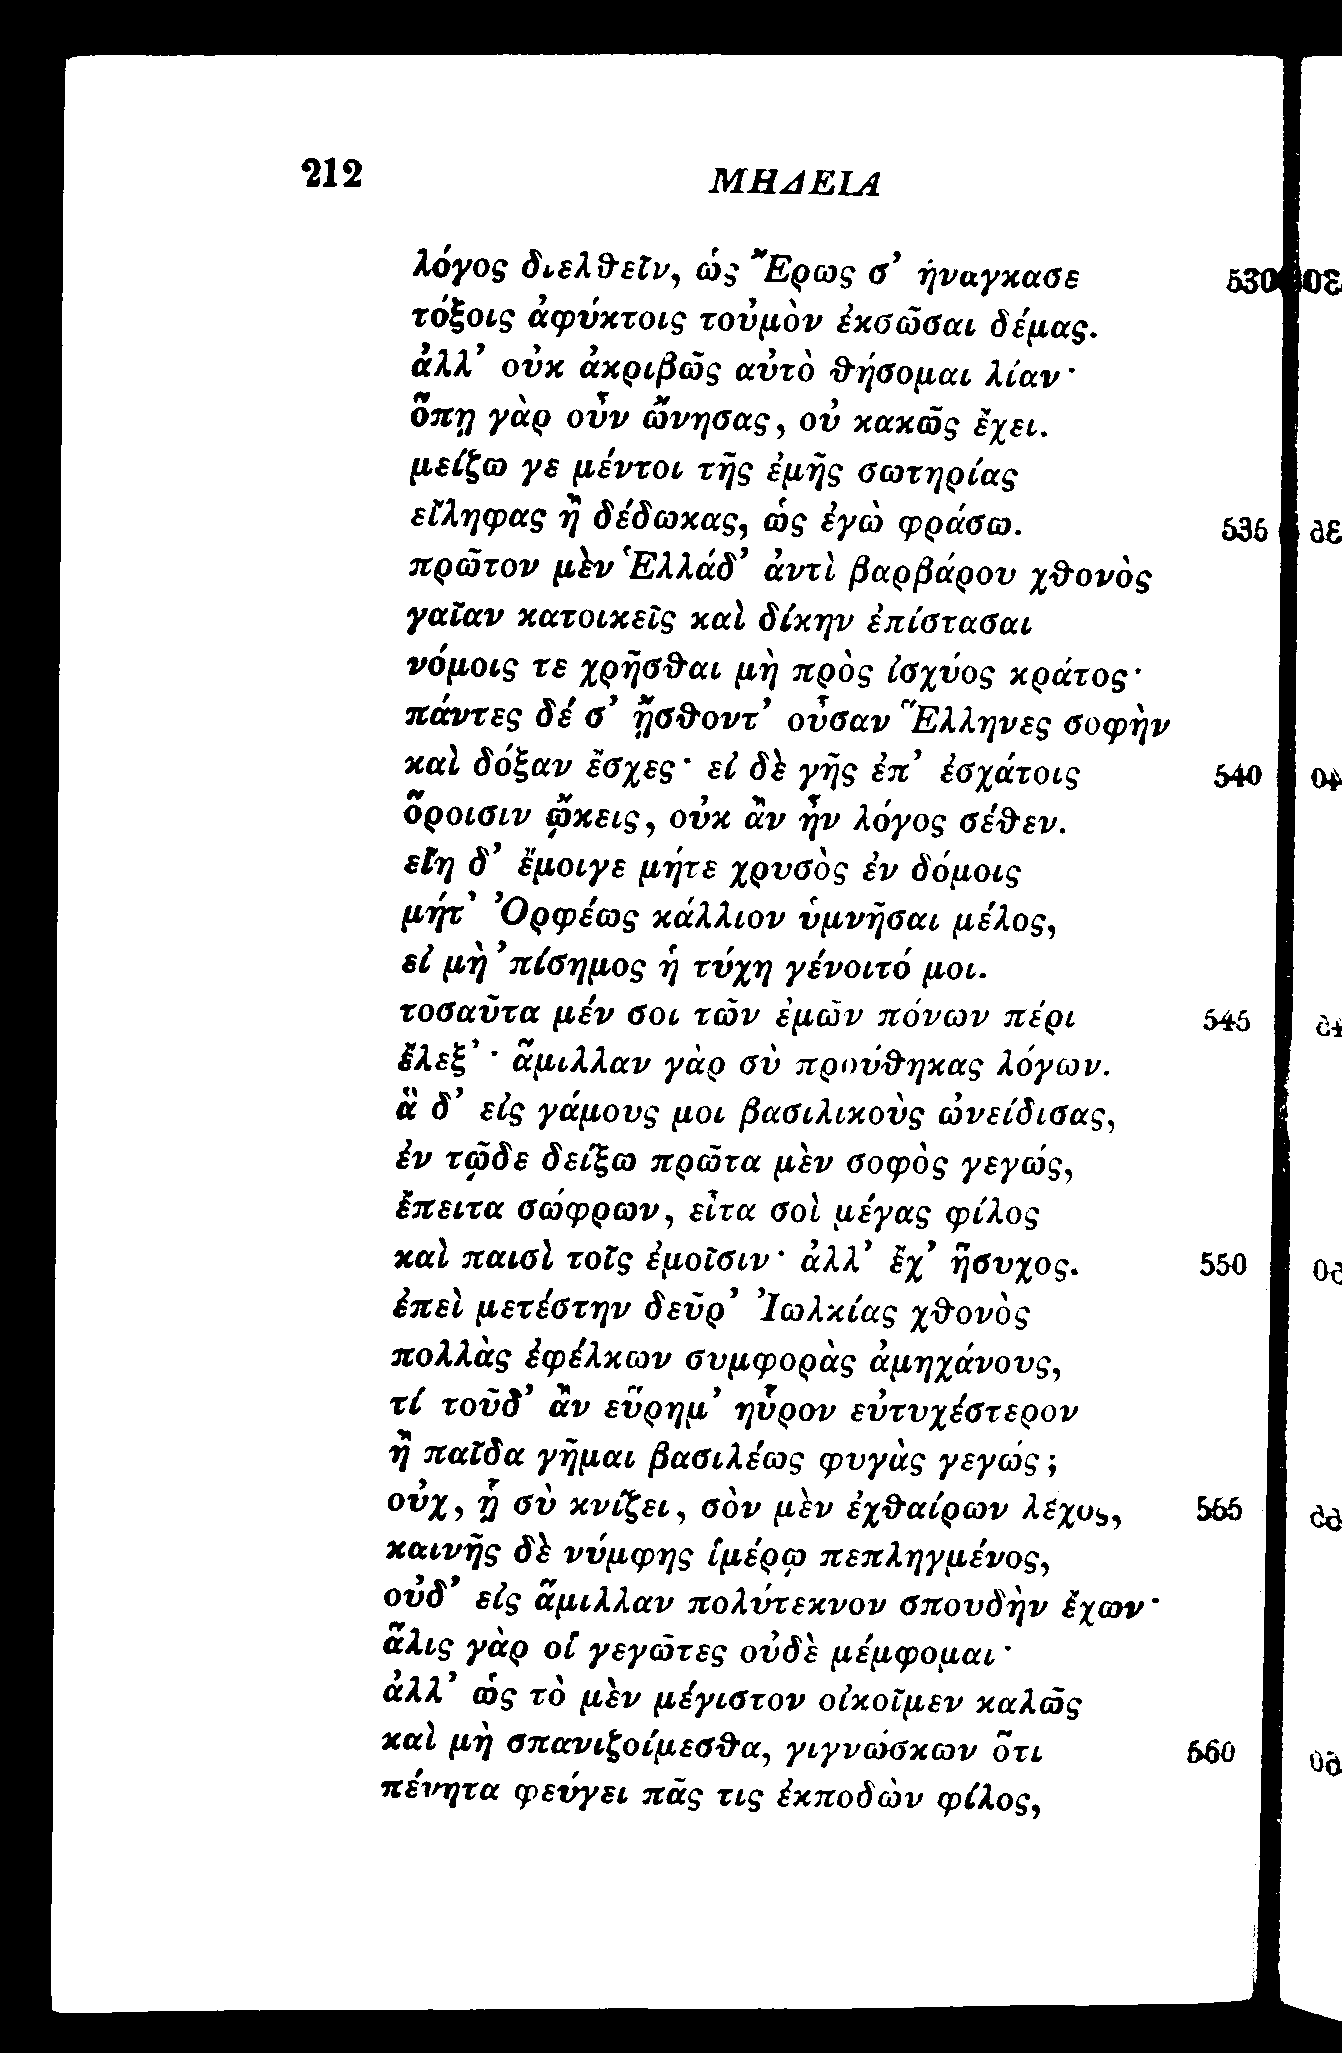 212
ΜΗΔΕΙΑ
λόγος διελθεῖν, ὡς Ἔρως σ’ ἠνάγκασε 530
τόξοις ἀφύκτοις τοὐμὸν ἐκσῶσαι δέμας.
ἀλλ’ οὐκ ἀκριβῶς αὐτὸ θήσομαι λίαν·
ὅπῃ γὰρ οὖν ὤνησας, οὐ κακῶς ἔχει.
μείζω γε μέντοι τῆς ἐμῆς σωτηρίας
εἴληφας ἢ δέδωκας, ὡς ἐγὼ φράσω. 535
πρῶτον μὲν Ἑλλάδ’ ἀντὶ βαρβάρου χθονὸς
γαῖαν κατοικεῖς καὶ δίκην ἐπίστασαι
νόμοις τε χρῆσθαι μὴ πρὸς ἰσχύος κράτος·
πάντες δέ σ’ ᾔσθοντ’ οὖσαν Ἕλληνες σοφὴν
καὶ δόξαν ἔσχες· εἰ δὲ γῆς ἐπ’ ἐσχάτοις 540
ὅροισιν ᾤκεις, οὐκ ἂν ἦν λόγος σέθεν.
εἴη δ’ ἔμοιγε μήτε χρυσὸς ἐν δόμοις
μήτ’ Ὀρφέως κάλλιον ὑμνῆσαι μέλος,
εἰ μὴ ’πίσημος ἡ τύχη γένοιτό μοι.
τοσαῦτα μέν σοι τῶν ἐμῶν πόνων πέρι 545
ἔλεξ’· ἅμιλλαν γὰρ σὺ προύθηκας λόγων.
ἃ δ’ εἰς γάμους μοι βασιλικοὺς ὠνείδισας,
ἐν τῷδε δείξω πρῶτα μὲν σοφὸς γεγώς,
ἔπειτα σώφρων, εἶτα σοὶ μέγας φίλος
καὶ παισὶ τοῖς ἐμοῖσιν· ἀλλ’ ἔχ’ ἥσυχος. 550
ἐπεὶ μετέστην δεῦρ’ Ἰωλκίας χθονὸς
πολλὰς ἐφέλκων συμφορὰς ἀμηχάνους,
τί τοῦδ’ ἂν εὕρημ’ ηὗρον εὐτυχέστερον
ἢ παῖδα γῆμαι βασιλέως φυγὰς γεγώς;
οὐχ, ᾗ σὺ κνίζει, σὸν μὲν ἐχθαίρων λέχος, 555
καινῆς δὲ νύμφης ἱμέρῳ πεπληγμένος,
οὐδ’ εἰς ἅμιλλαν πολύτεκνον σπουδὴν ἔχων·
ἅλις γὰρ οἱ γεγῶτες οὐδὲ μέμφομαι·
ἀλλ’ ὡς τὸ μὲν μέγιστον οἰκοῖμεν καλῶς
καὶ μὴ σπανιζοίμεσθα, γιγνώσκων ὅτι 560
πένητα φεύγει πᾶς τις ἐκποδὼν φίλος,